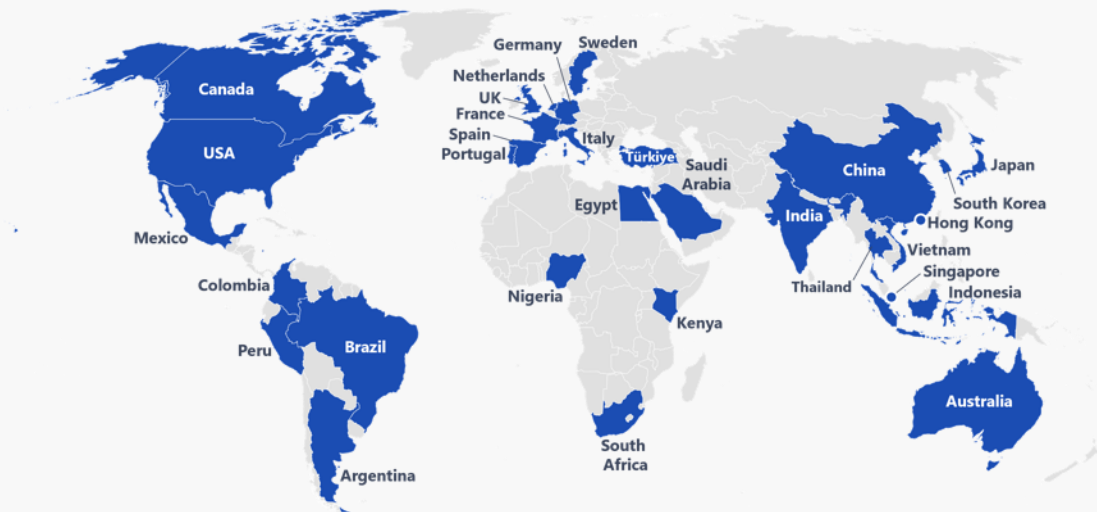 Germany
Sweden
Canada
Netherlands
UK
France
USA
Spain
Italy
Portugal
Türkiye
Saudi
Arabia
China
Japan
South Korea
Egypt
India
Hong Kong
Mexico
Vietnam
Colombia
Singapore
Thailand
Indonesia
Nigeria
Kenya
Peru
Brazil
Australia
South
Africa
Argentina